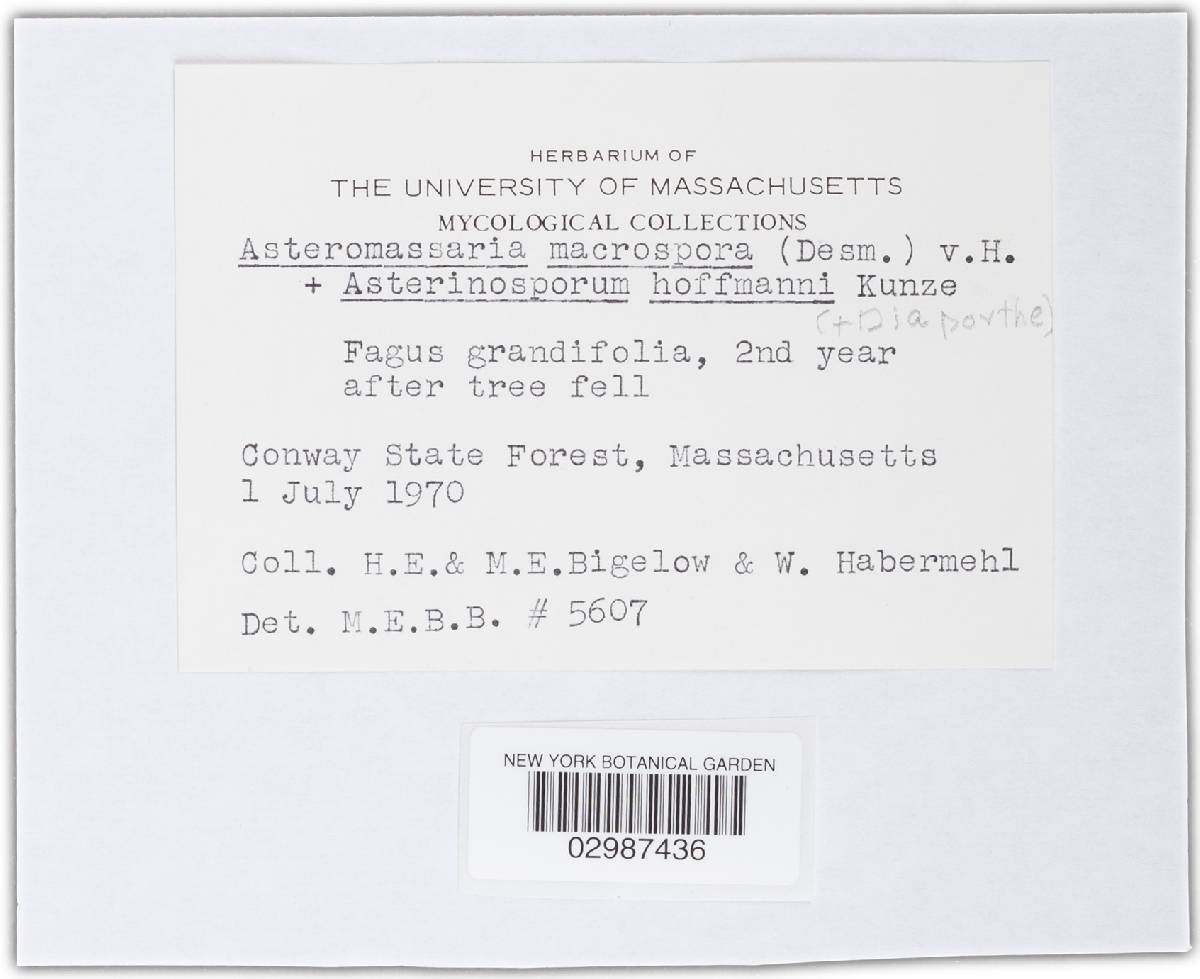 HERBARIUM OF
THE UNIVERSITY OF MASSACHUSETTS
MYCOLOGICAL COLLECTIONS
Asteromassaria macrospora (Desm.) v.H.
+ Asterinosporum hoffmanni Kunze
(+Diaporthe)
Fagus grandifolia, 2nd year
after tree fell
Conway State Forest, Massachusetts
1 July 1970
Coll. H.E.& M.E.Bigelow & W. Habermehl
Det. M.E.B.B. # 5607
NEW YORK BOTANICAL GARDEN
02987436